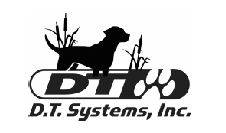 DT
D.T. Systems, Inc.